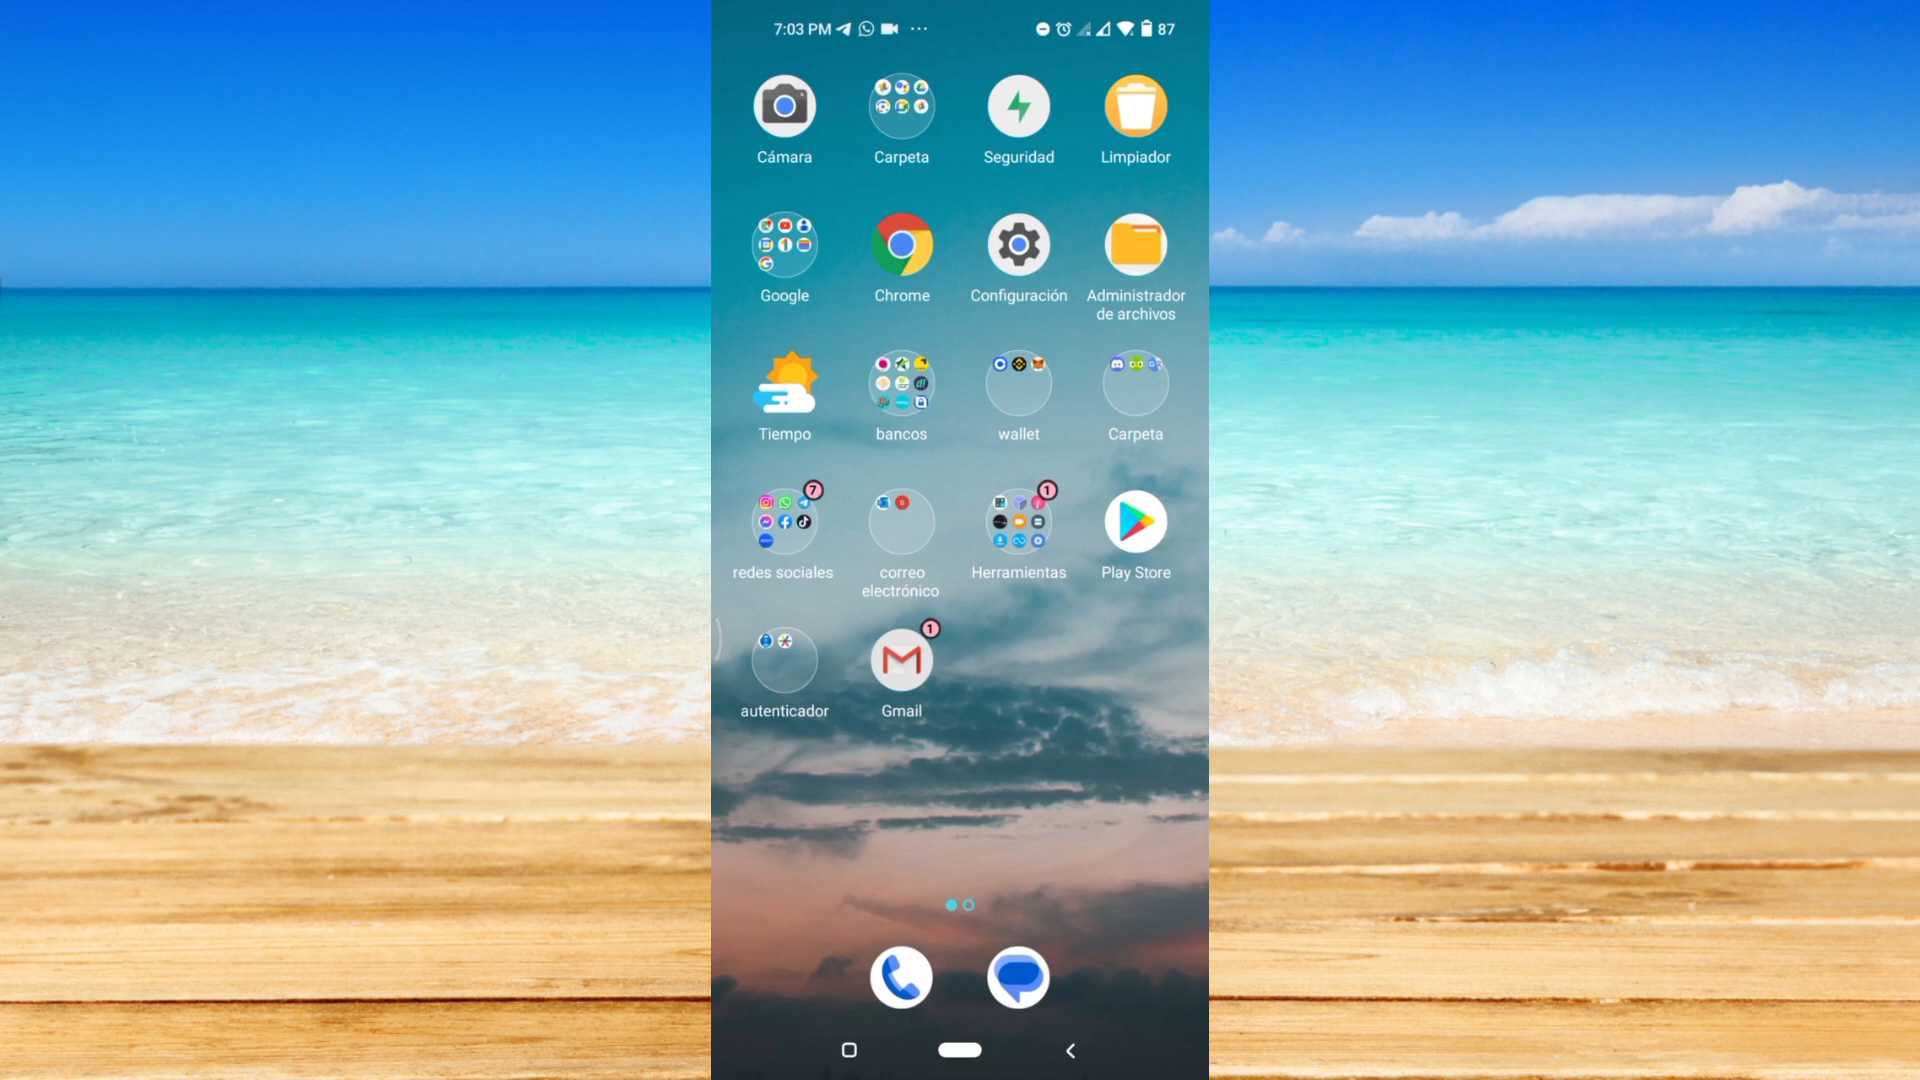 7:03 PM 87
Cámara Carpeta Seguridad Limpiador
Google Chrome Configuración Administrador
de archivos
Tiempo bancos wallet Carpeta
7 1
redes sociales correo Herramientas Play Store
electrónico
1
autenticador Gmail